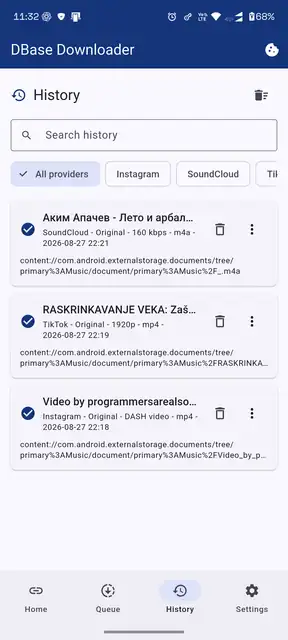 11:32
VoLTE
4G
68%
DBase Downloader
History
Search history
All providers
Instagram
SoundCloud
Tik
Аким Апачев - Лето и арбал…
SoundCloud - Original - 160 kbps - m4a -
2026-08-27 22:21
content://com.android.externalstorage.documents/tree/
primary%3AMusic/document/primary%3AMusic%2F_.m4a
RASKRINKAVANJE VEKA: Zaš…
TikTok - Original - 1920p - mp4 -
2026-08-27 22:19
content://com.android.externalstorage.documents/tree/
primary%3AMusic/document/primary%3AMusic%2FRASKRINKA…
Video by programmersarealso…
Instagram - Original - DASH video - mp4 -
2026-08-27 22:18
content://com.android.externalstorage.documents/tree/
primary%3AMusic/document/primary%3AMusic%2FVideo_by_p…
Home
Queue
History
Settings